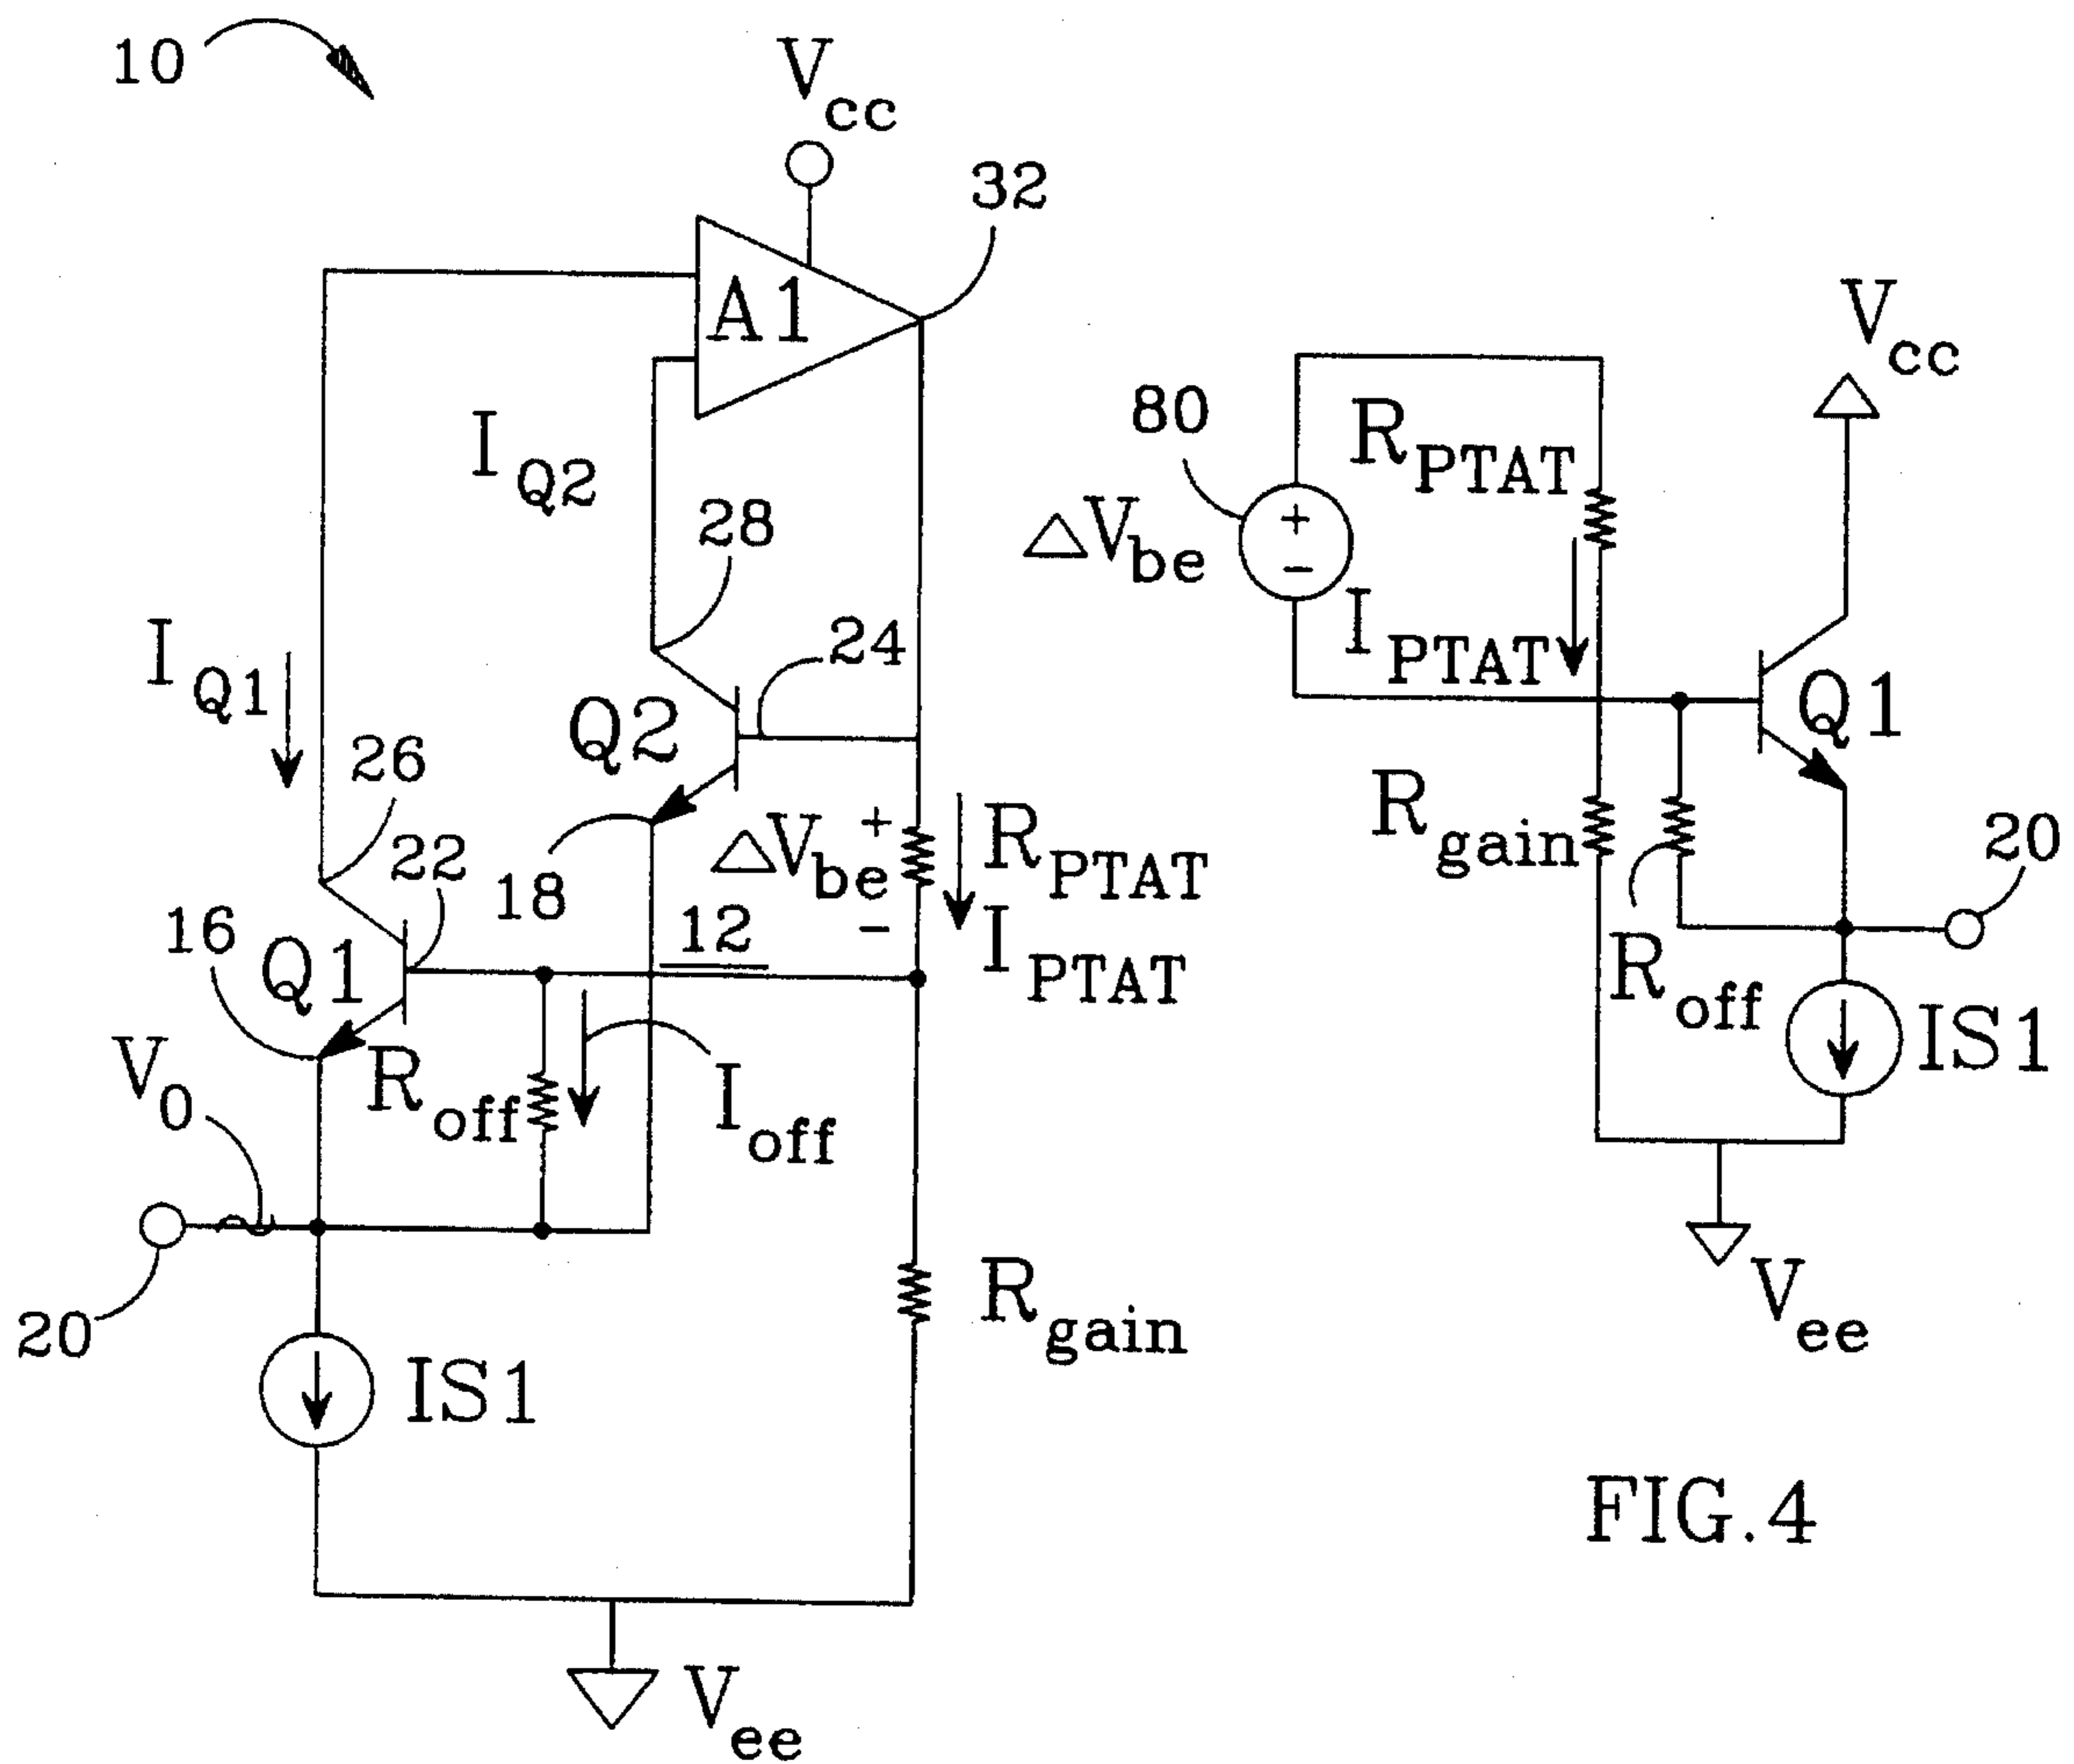 10
Vcc
32
A1
IQ2
28
24
IQ1
Q2
26
22
ΔVbe
+
-
RPTAT
IPTAT
18
12
16
Q1
V0
Roff
Ioff
20
IS1
Rgain
Vee
Vcc
80
RPTAT
ΔVbe
+
-
IPTAT
Q1
Rgain
20
Roff
IS1
Vee
FIG.4